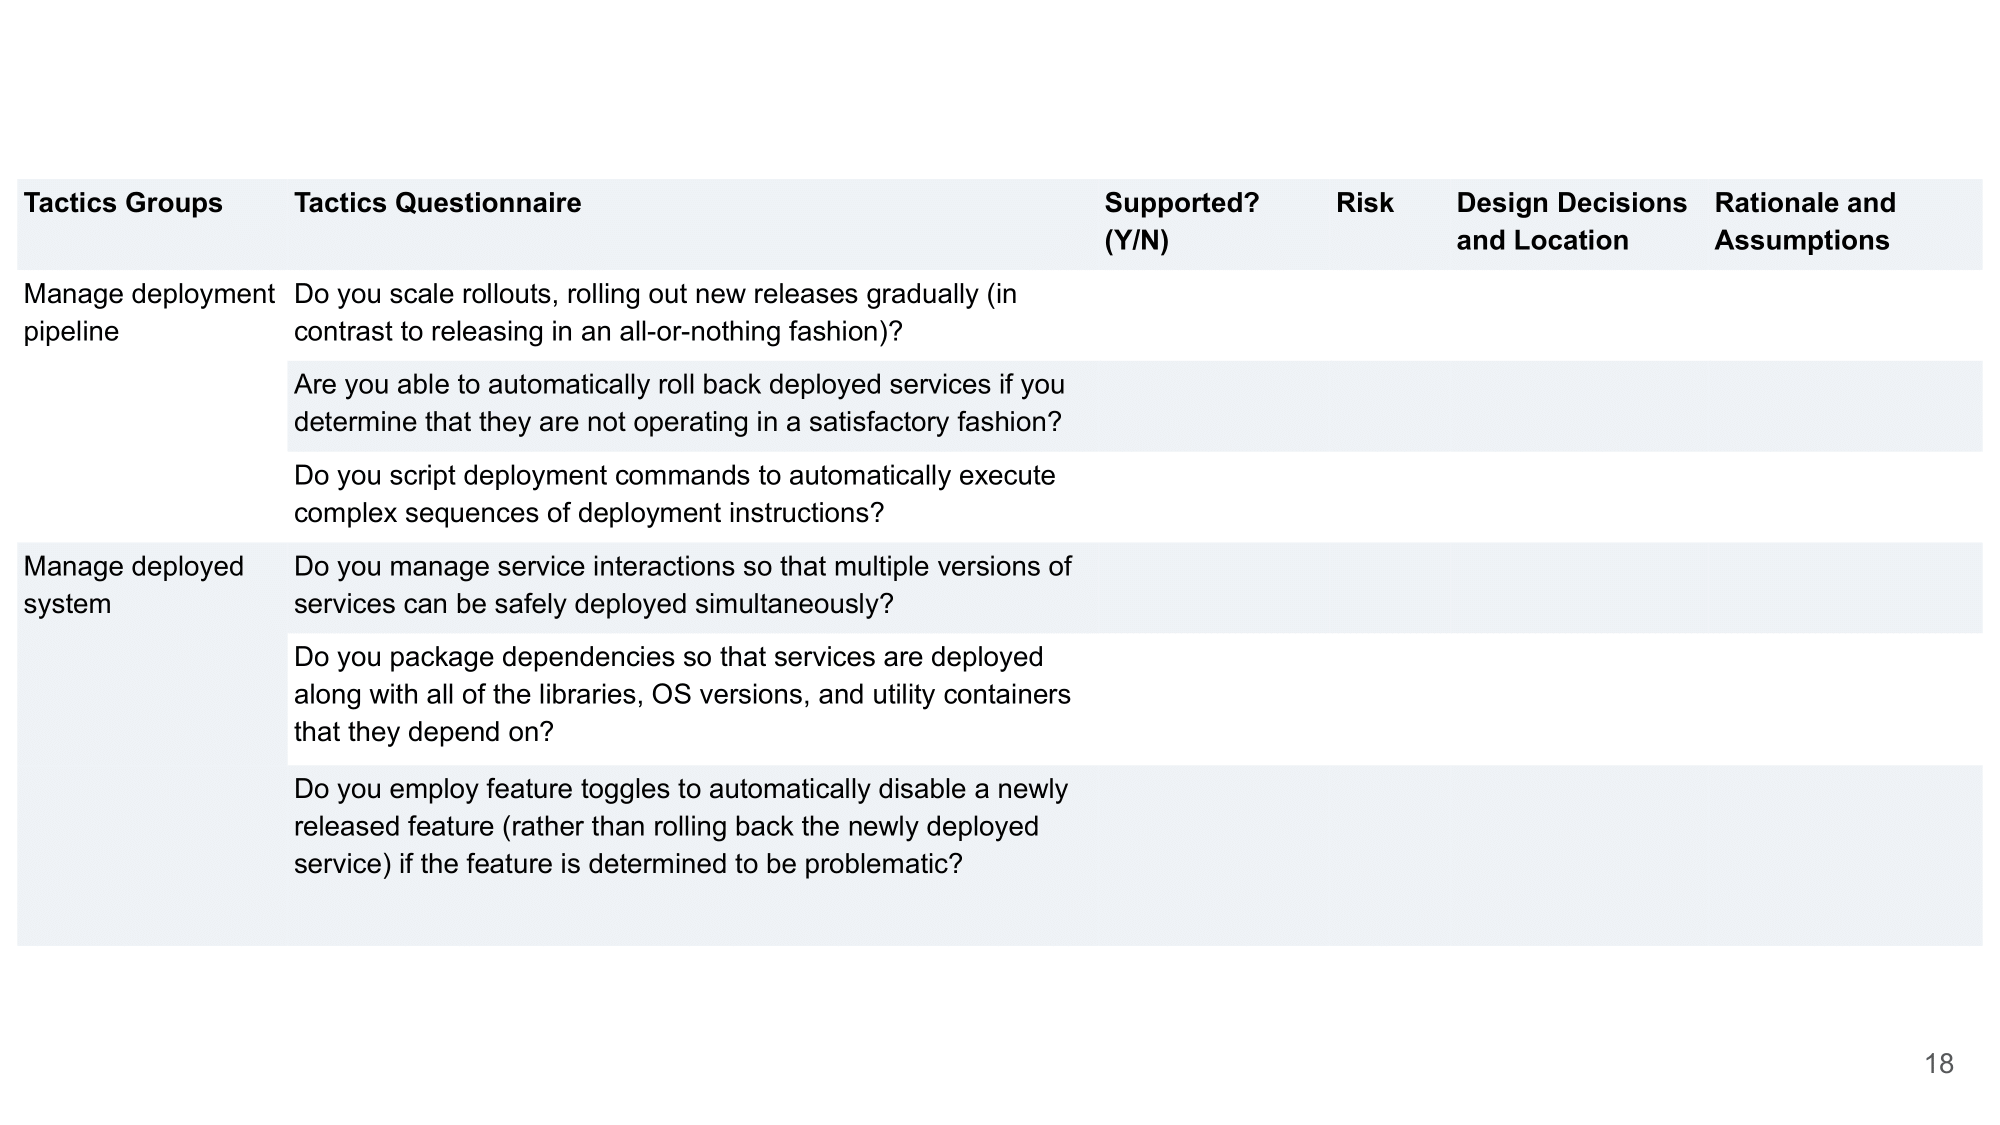 Tactics Groups
Tactics Questionnaire
Supported?
(Y/N)
Risk
Design Decisions
and Location
Rationale and
Assumptions
Manage deployment
pipeline
Do you scale rollouts, rolling out new releases gradually (in
contrast to releasing in an all-or-nothing fashion)?
Are you able to automatically roll back deployed services if you
determine that they are not operating in a satisfactory fashion?
Do you script deployment commands to automatically execute
complex sequences of deployment instructions?
Manage deployed
system
Do you manage service interactions so that multiple versions of
services can be safely deployed simultaneously?
Do you package dependencies so that services are deployed
along with all of the libraries, OS versions, and utility containers
that they depend on?
Do you employ feature toggles to automatically disable a newly
released feature (rather than rolling back the newly deployed
service) if the feature is determined to be problematic?
18